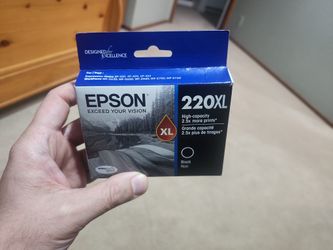 DESIGNED for
EXCELLENCE
EPSON
EXCEED YOUR VISION
XL
220XL
High-capacity
2.5x more prints*
Grande capacité
2.5x plus de tirages*
Black
Noir